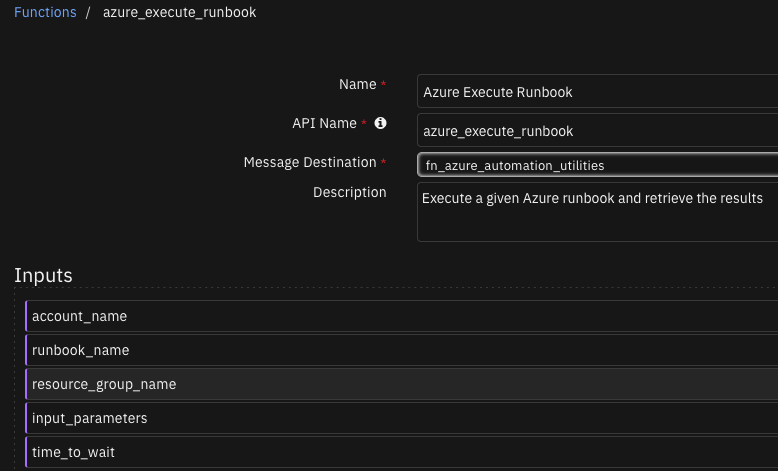 Functions / azure_execute_runbook
Name * Azure Execute Runbook
API Name * azure_execute_runbook
Message Destination * fn_azure_automation_utilities
Description Execute a given Azure runbook and retrieve the results
Inputs
account_name
runbook_name
resource_group_name
input_parameters
time_to_wait